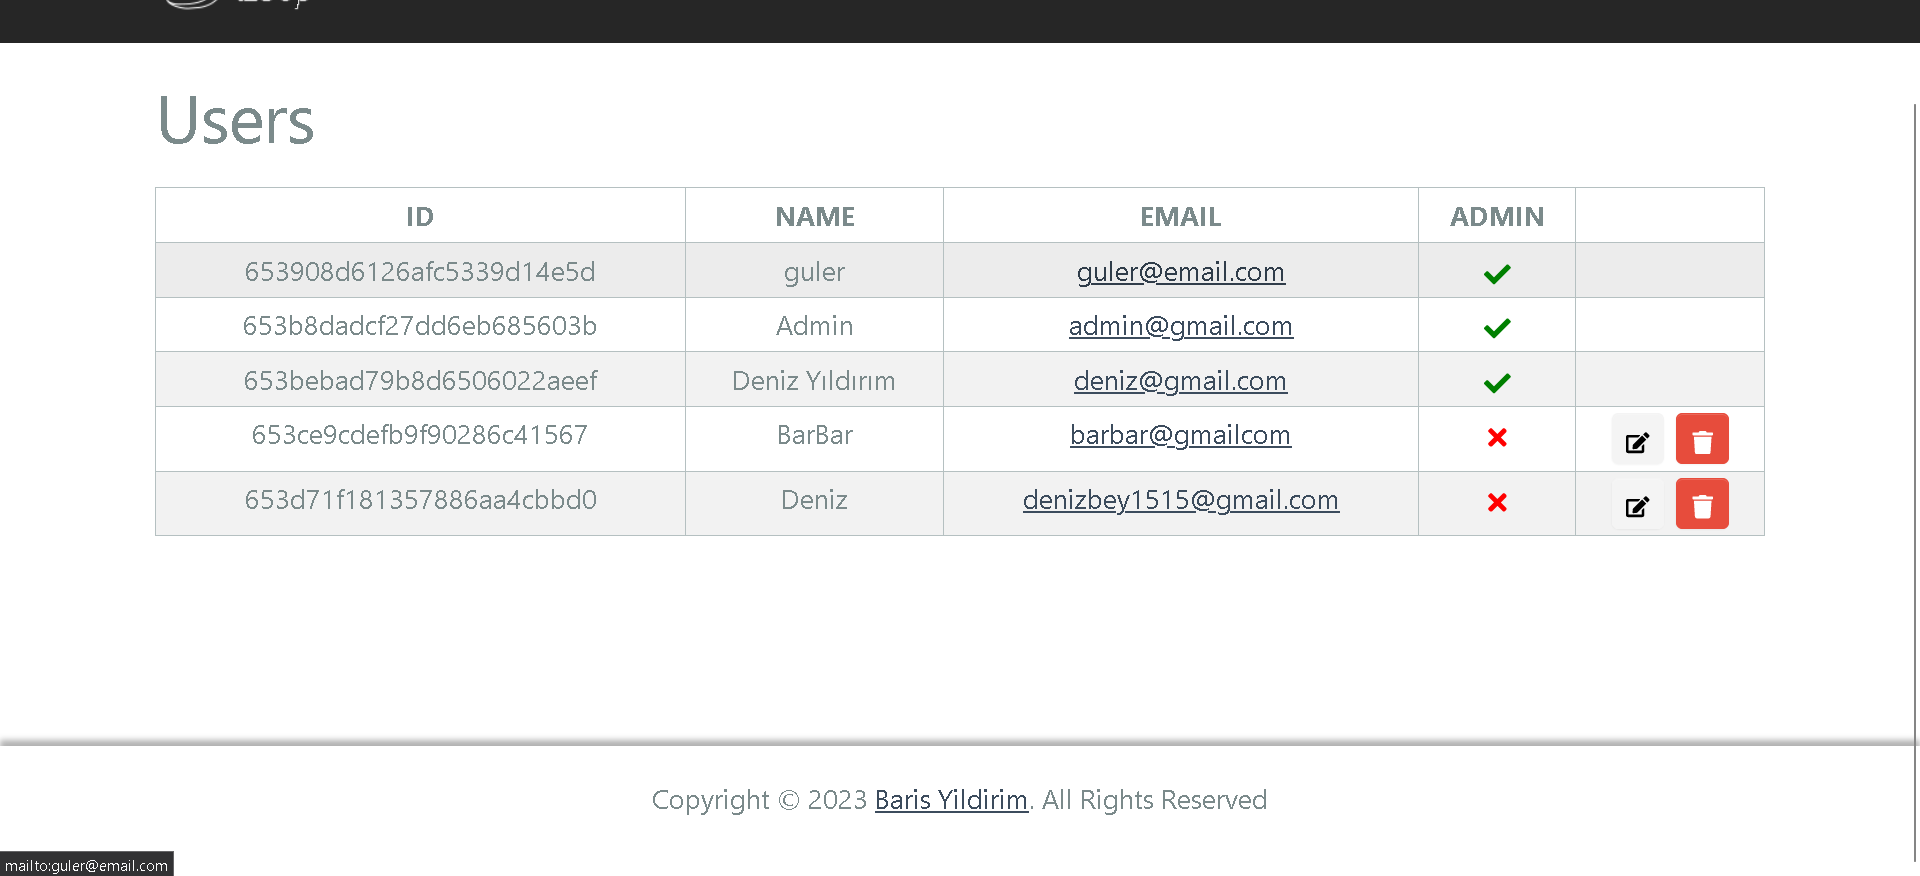 Users
ID NAME EMAIL ADMIN
653908d6126afc5339d14e5d guler guler@email.com
653b8dadcf27dd6eb685603b Admin admin@gmail.com
653bebad79b8d6506022aeef Deniz Yıldırım deniz@gmail.com
653ce9cdefb9f90286c41567 BarBar barbar@gmailcom
653d71f181357886aa4cbbd0 Deniz denizbey1515@gmail.com
Copyright © 2023 Baris Yildirim. All Rights Reserved
mailto:guler@email.com